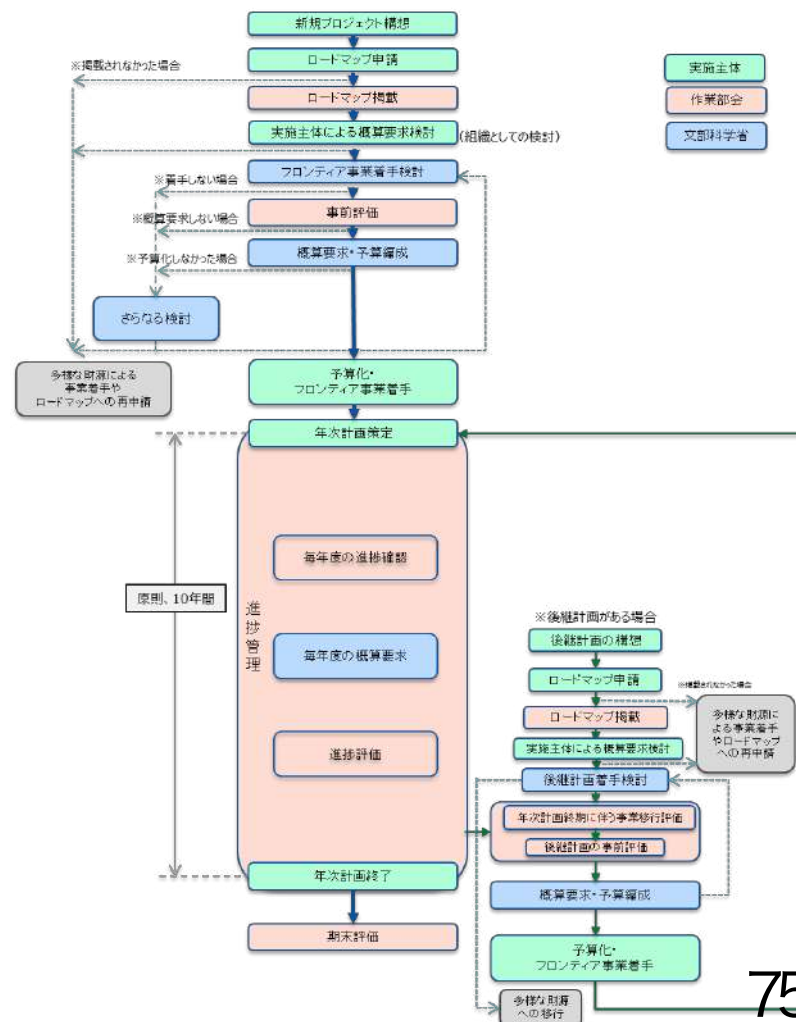 新規プロジェクト構想
※掲載されなかった場合
ロードマップ申請
ロードマップ掲載
実施主体による概算要求検討
(組織としての検討)
実施主体
作業部会
文部科学省
フロンティア事業着手検討
※着手しない場合
事前評価
※概算要求しない場合
概算要求・予算編成
※予算化しなかった場合
さらなる検討
多様な財源による
事業着手や
ロードマップへの再申請
予算化・
フロンティア事業着手
年次計画策定
毎年度の進捗確認
原則、10年間
進捗管理
毎年度の概算要求
進捗評価
年次計画終了
期末評価
※後継計画がある場合
後継計画の構想
ロードマップ申請
※掲載されなかった場合
ロードマップ掲載
多様な財源に
よる事業着手
やロードマップ
への再申請
実施主体による概算要求検討
後継計画着手検討
年次計画終期に伴う事業移行評価
後継計画の事前評価
概算要求・予算編成
予算化・
フロンティア事業着手
多様な財源
への移行
75